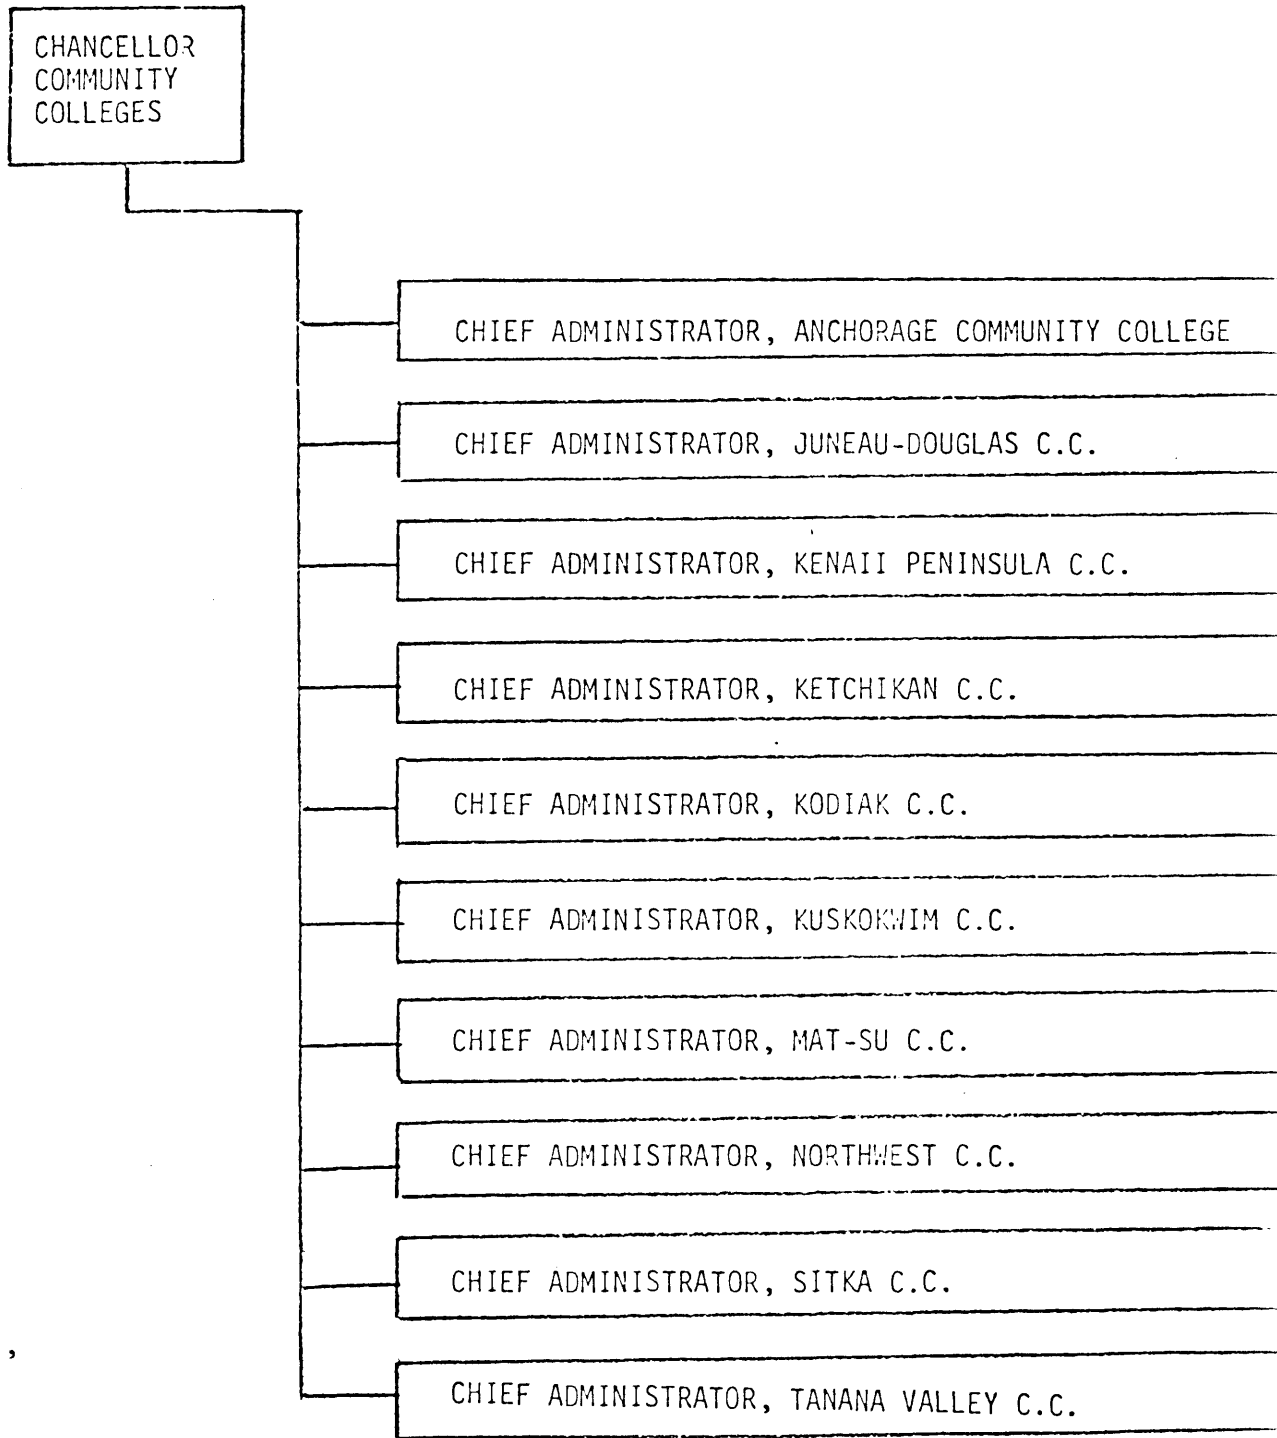 CHANCELLOR
COMMUNITY
COLLEGES
CHIEF ADMINISTRATOR, ANCHORAGE COMMUNITY COLLEGE
CHIEF ADMINISTRATOR, JUNEAU-DOUGLAS C.C.
CHIEF ADMINISTRATOR, KENAII PENINSULA C.C.
CHIEF ADMINISTRATOR, KETCHIKAN C.C.
CHIEF ADMINISTRATOR, KODIAK C.C.
CHIEF ADMINISTRATOR, KUSKOKWIM C.C.
CHIEF ADMINISTRATOR, MAT-SU C.C.
CHIEF ADMINISTRATOR, NORTHWEST C.C.
CHIEF ADMINISTRATOR, SITKA C.C.
CHIEF ADMINISTRATOR, TANANA VALLEY C.C.